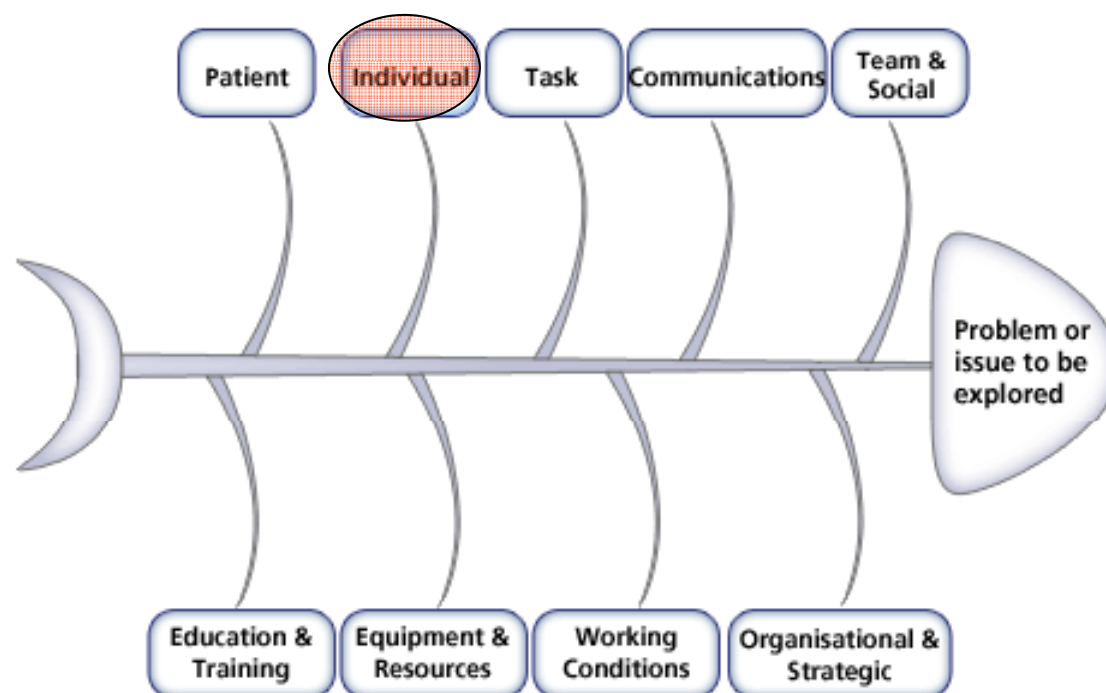 Patient
Individual
Task
Communications
Team &
Social
Problem or
issue to be
explored
Education &
Training
Equipment &
Resources
Working
Conditions
Organisational &
Strategic